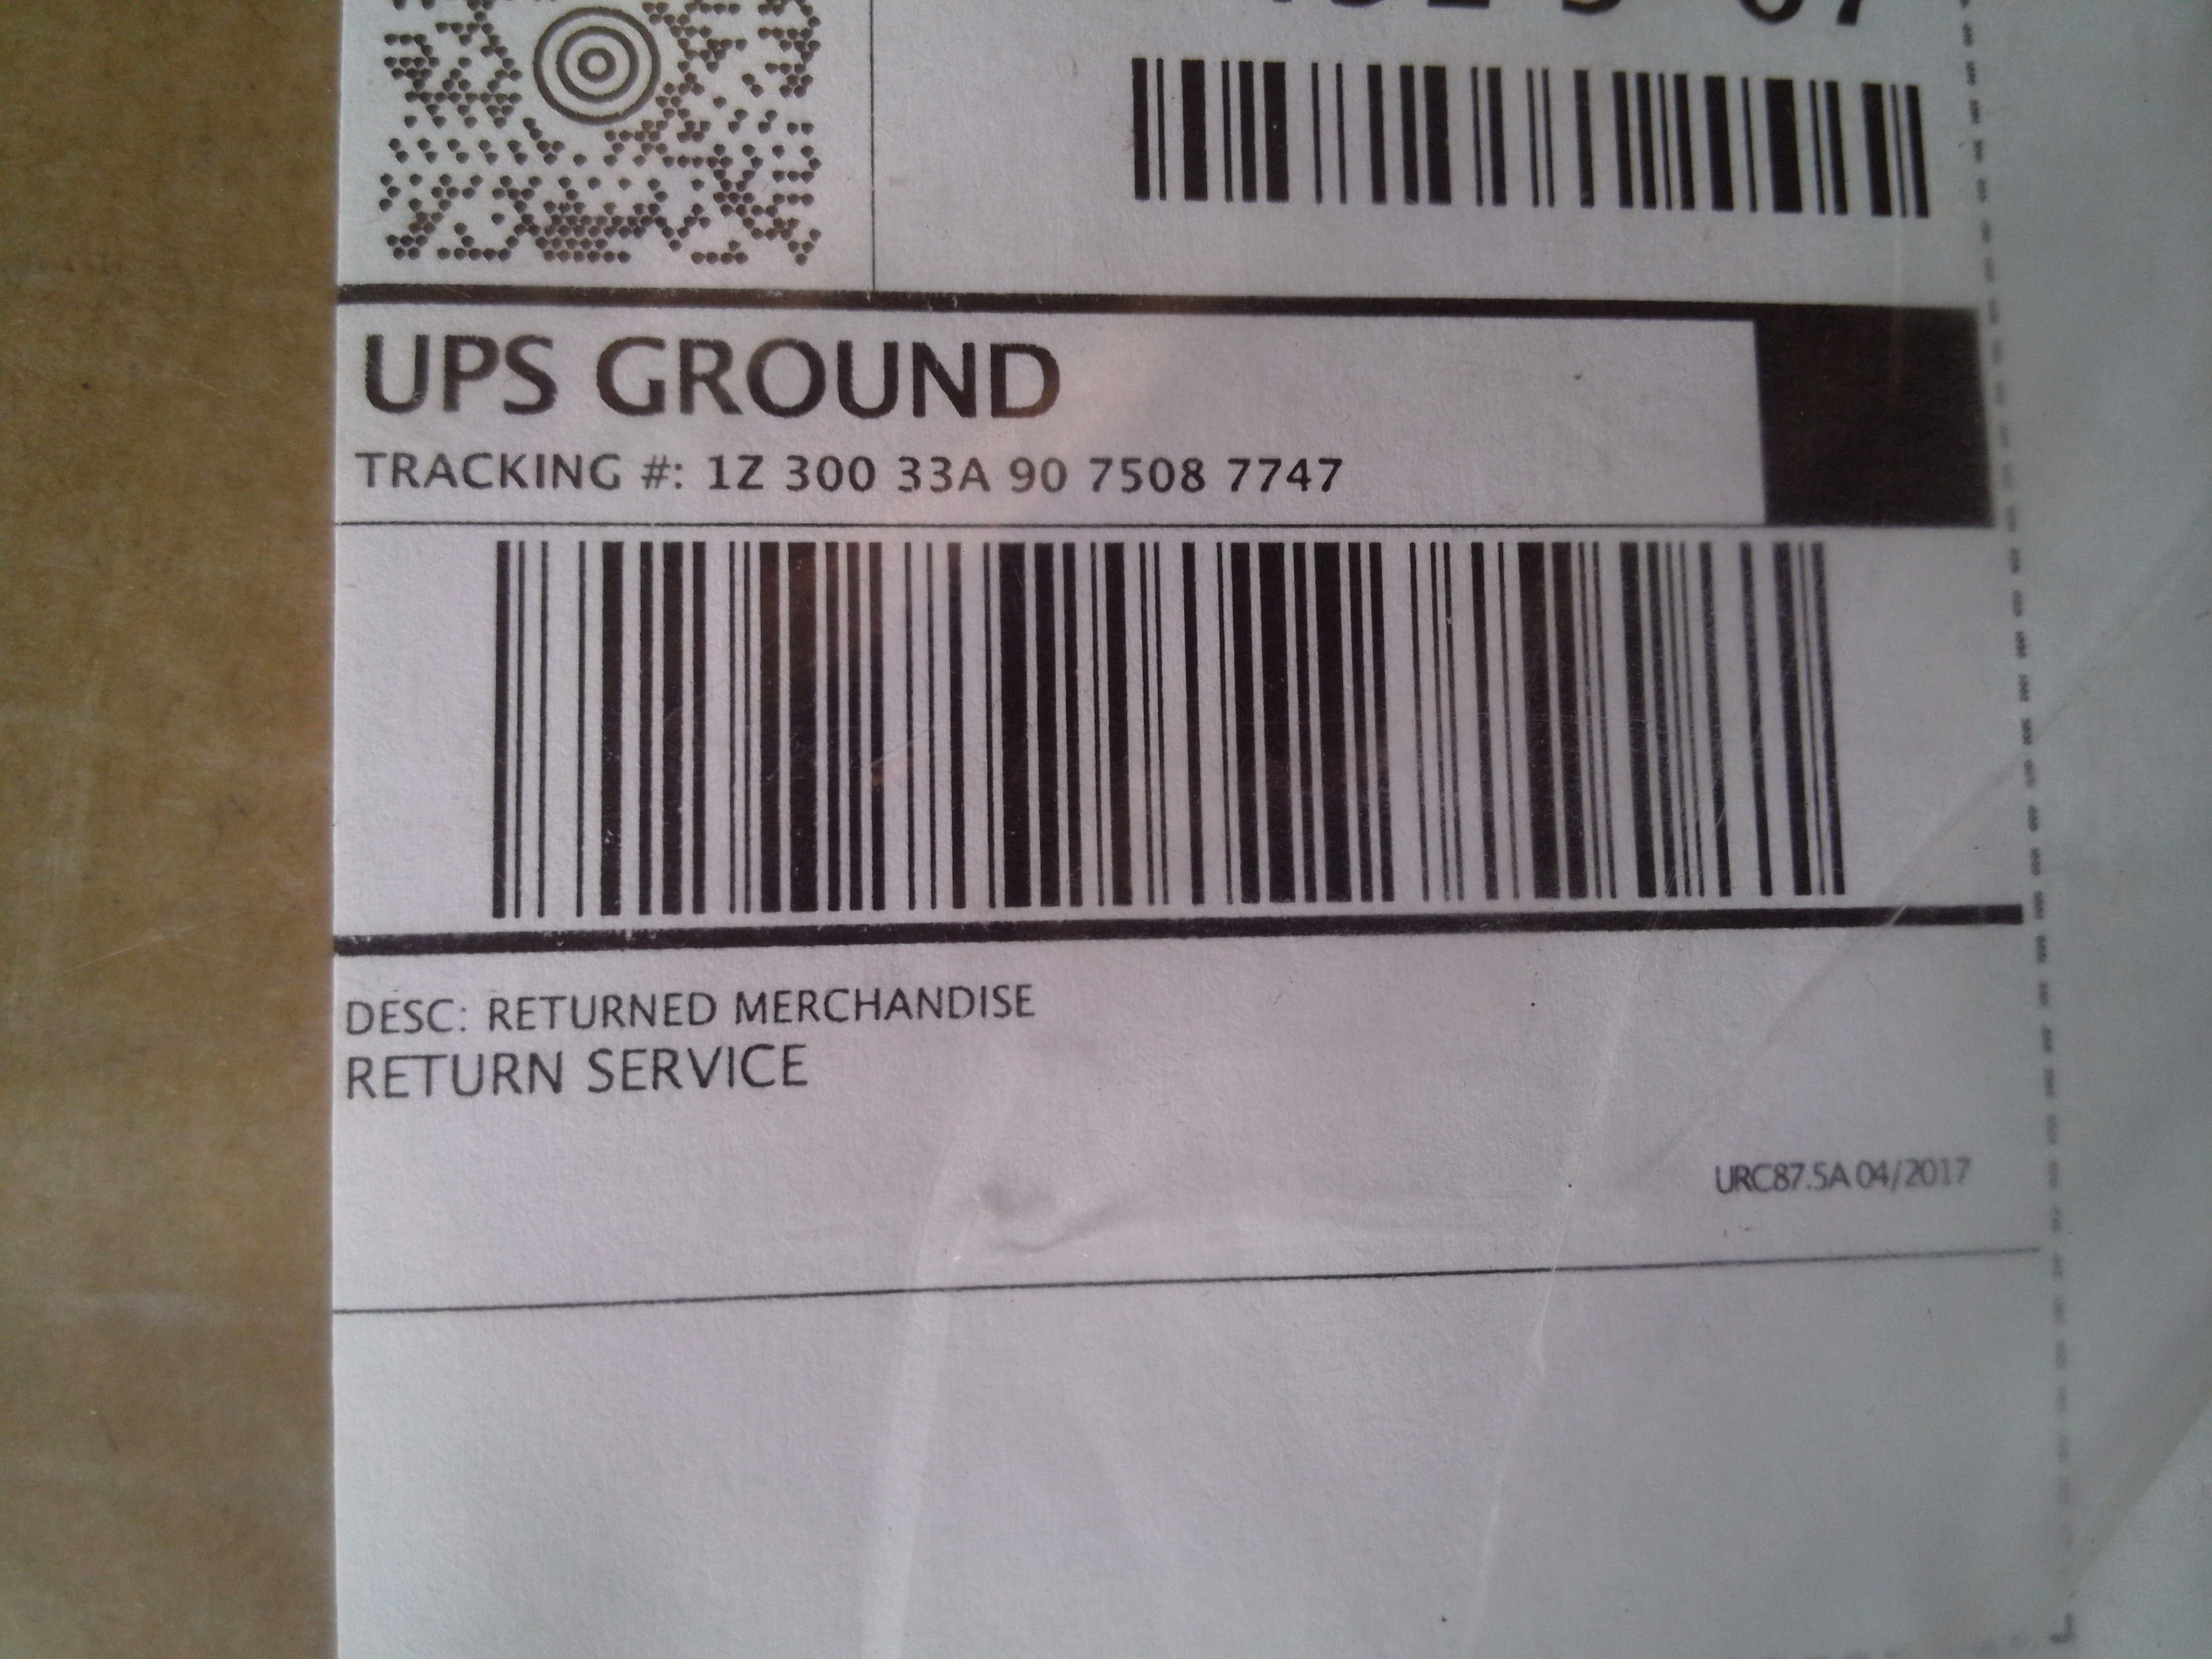 UPS GROUND
TRACKING #: 1Z 300 33A 90 7508 7747
DESC: RETURNED MERCHANDISE
RETURN SERVICE
URC87.5A 04/2017